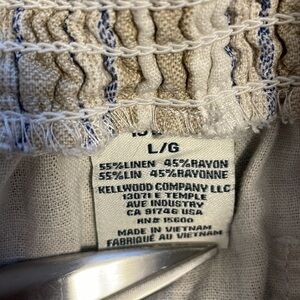 L/G
55%LINEN 45%RAYON
55%LIN 45%RAYONNE
KELLWOOD COMPANY LLC
13071 E TEMPLE
AVE INDUSTRY
CA 91746 USA
RN# 15600
MADE IN VIETNAM
FABRIQUÉ AU VIETNAM